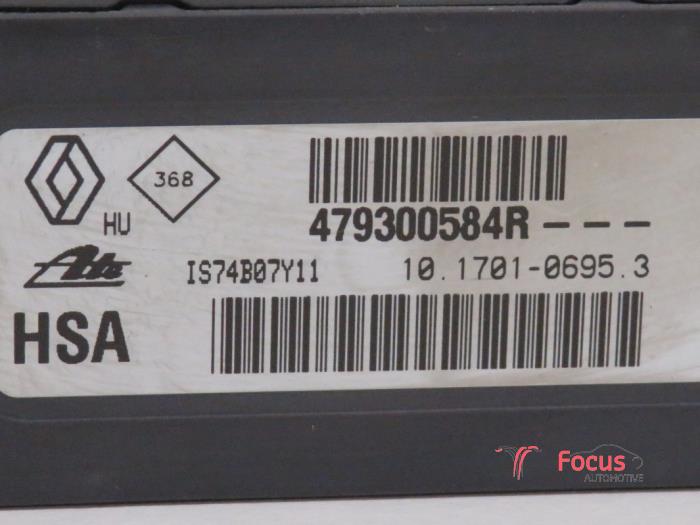 368
HU
479300584R---
Ate
IS74B07Y11 10.1701-0695.3
HSA
Focus
AUTOMOTIVE